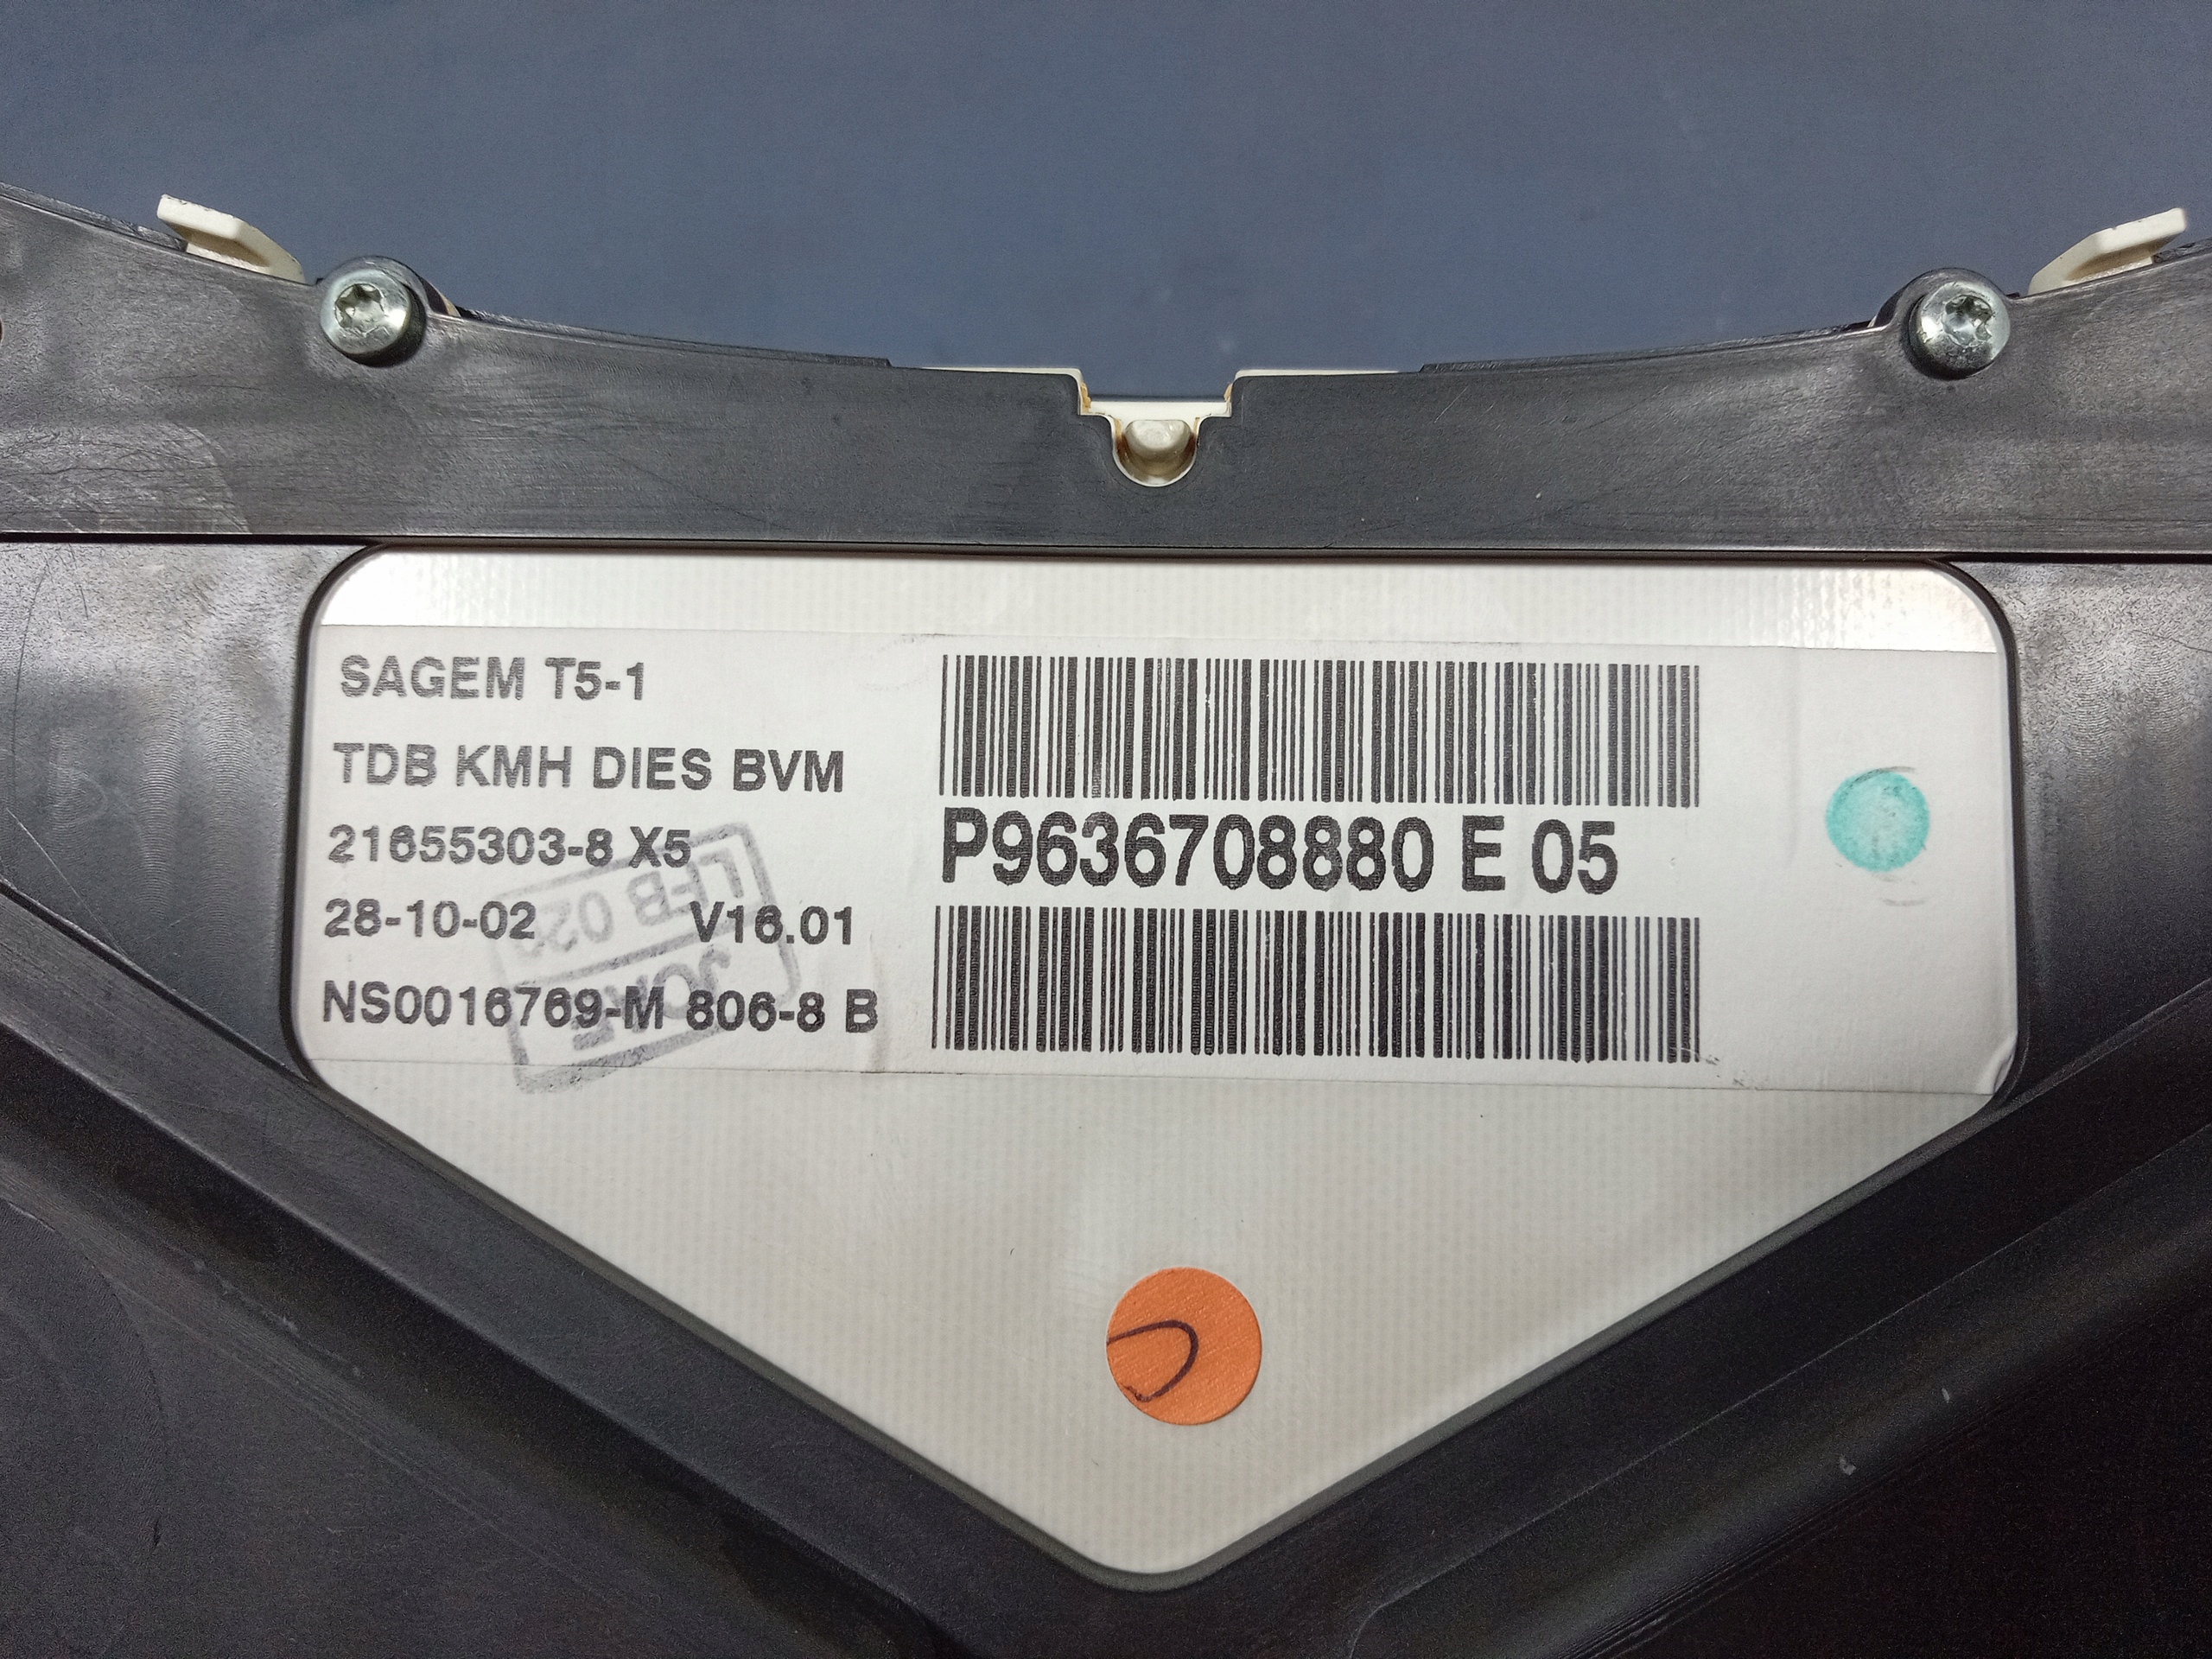 SAGEM T5-1
TDB KMH DIES BVM
21655303-8 X5
28-10-02 V16.01
NS0016769-M 806-8 B
P9636708880 E 05